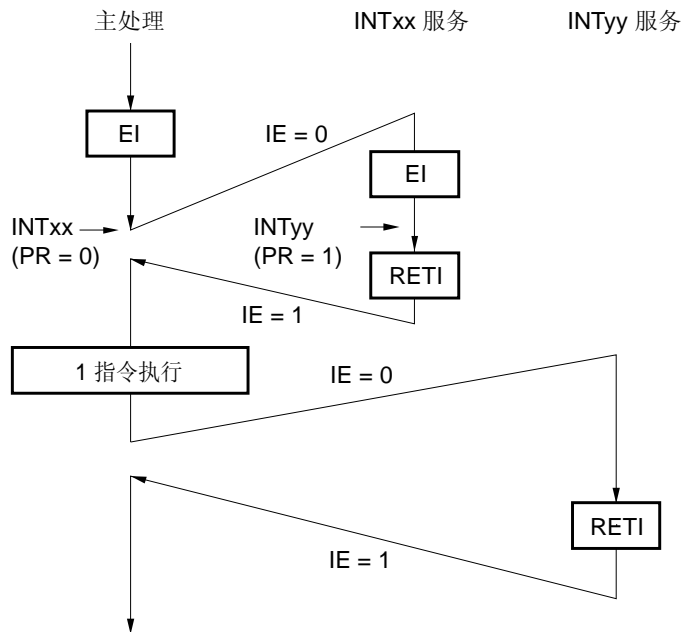 主处理
INTxx 服务
INTyy 服务
EI
IE = 0
EI
INTxx
(PR = 0)
INTyy
(PR = 1)
RETI
IE = 1
1 指令执行
IE = 0
RETI
IE = 1